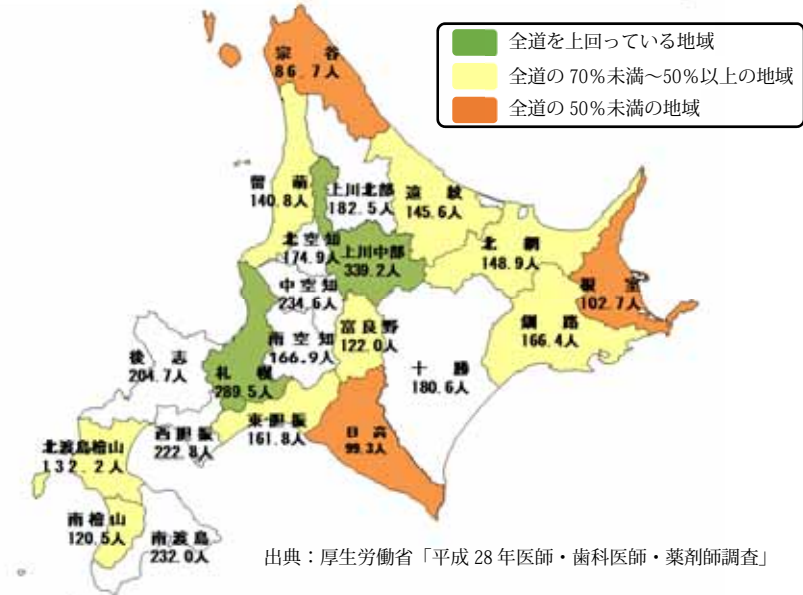 全道を上回っている地域
全道の 70％未満～50％以上の地域
全道の 50％未満の地域
宗谷
86.7人
留萌
140.8人
上川北部
182.5人
遠紋
145.6人
北空知
174.9人
上川中部
339.2人
北網
148.9人
中空知
234.6人
根室
102.7人
富良野
122.0人
釧路
166.4人
南空知
166.9人
後志
204.7人
札幌
289.5人
十勝
180.6人
東胆振
161.8人
西胆振
222.8人
日高
99.3人
北渡島檜山
132.2人
南檜山
120.5人
南渡島
232.0人
出典：厚生労働省「平成 28 年医師・歯科医師・薬剤師調査」